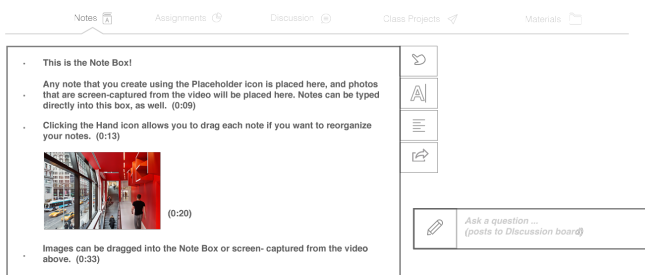 Notes A Assignments Discussion Class Projects Materials
This is the Note Box!
Any note that you create using the Placeholder icon is placed here, and photos
that are screen-captured from the video will be placed here. Notes can be typed
directly into this box, as well. (0:09)
Clicking the Hand icon allows you to drag each note if you want to reorganize
your notes. (0:13)
A
(0:20)
Ask a question ...
(posts to Discussion board)
Images can be dragged into the Note Box or screen- captured from the video
above. (0:33)